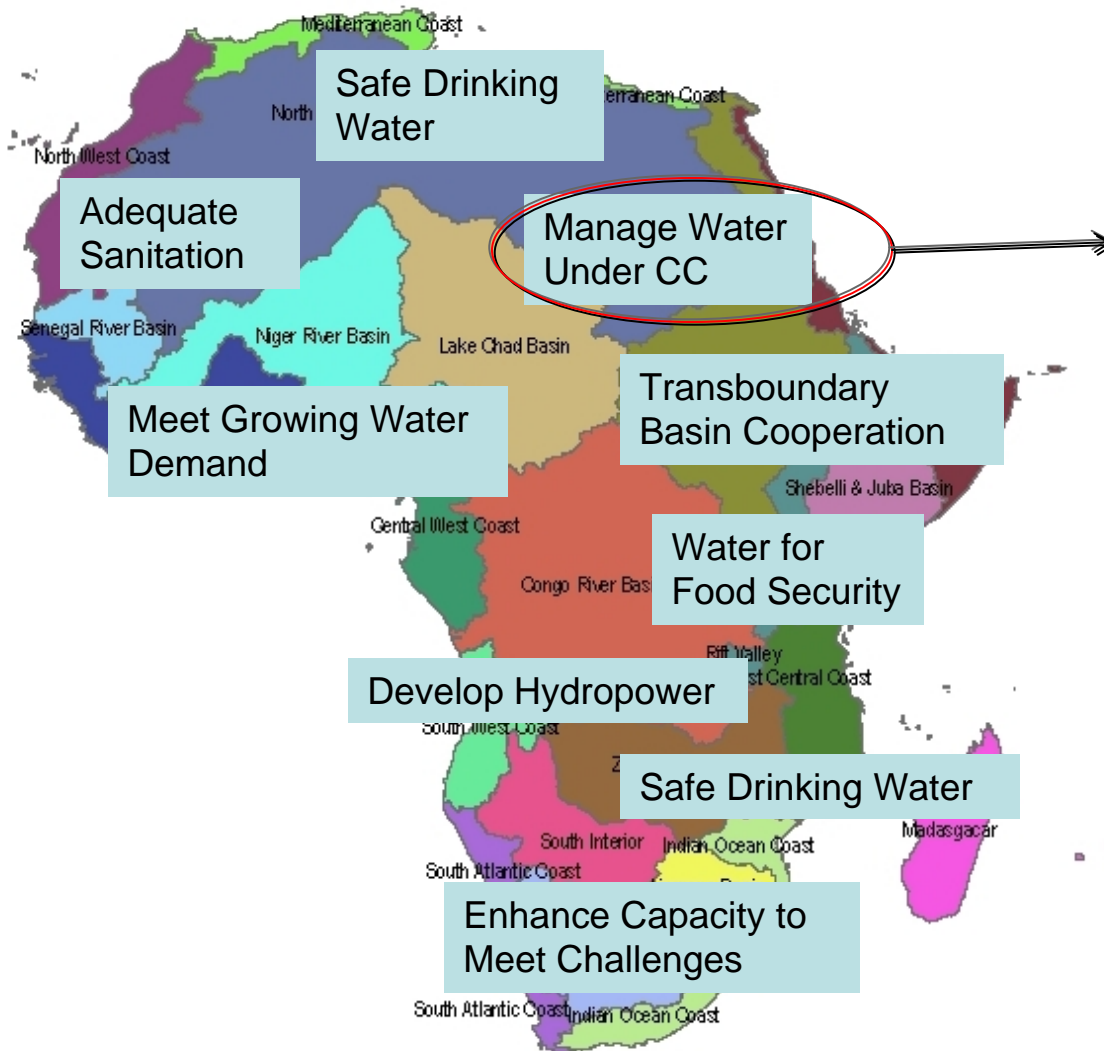 Mediterranean Coast
Safe Drinking
Water
North
erranean Coast
North West Coast
Adequate
Sanitation
Manage Water
Under CC
Senegal River Basin
Niger River Basin
Lake Chad Basin
Transboundary
Basin Cooperation
Meet Growing Water
Demand
Shebelli & Juba Basin
Central West Coast
Water for
Food Security
Congo River Bas
Rift Valley
st Central Coast
Develop Hydropower
South West Coast
Z
Safe Drinking Water
Madasgacar
South Interior
Indian Ocean Coast
South Atlantic Coast
Enhance Capacity to
Meet Challenges
South Atlantic Coast
Indian Ocean Coast